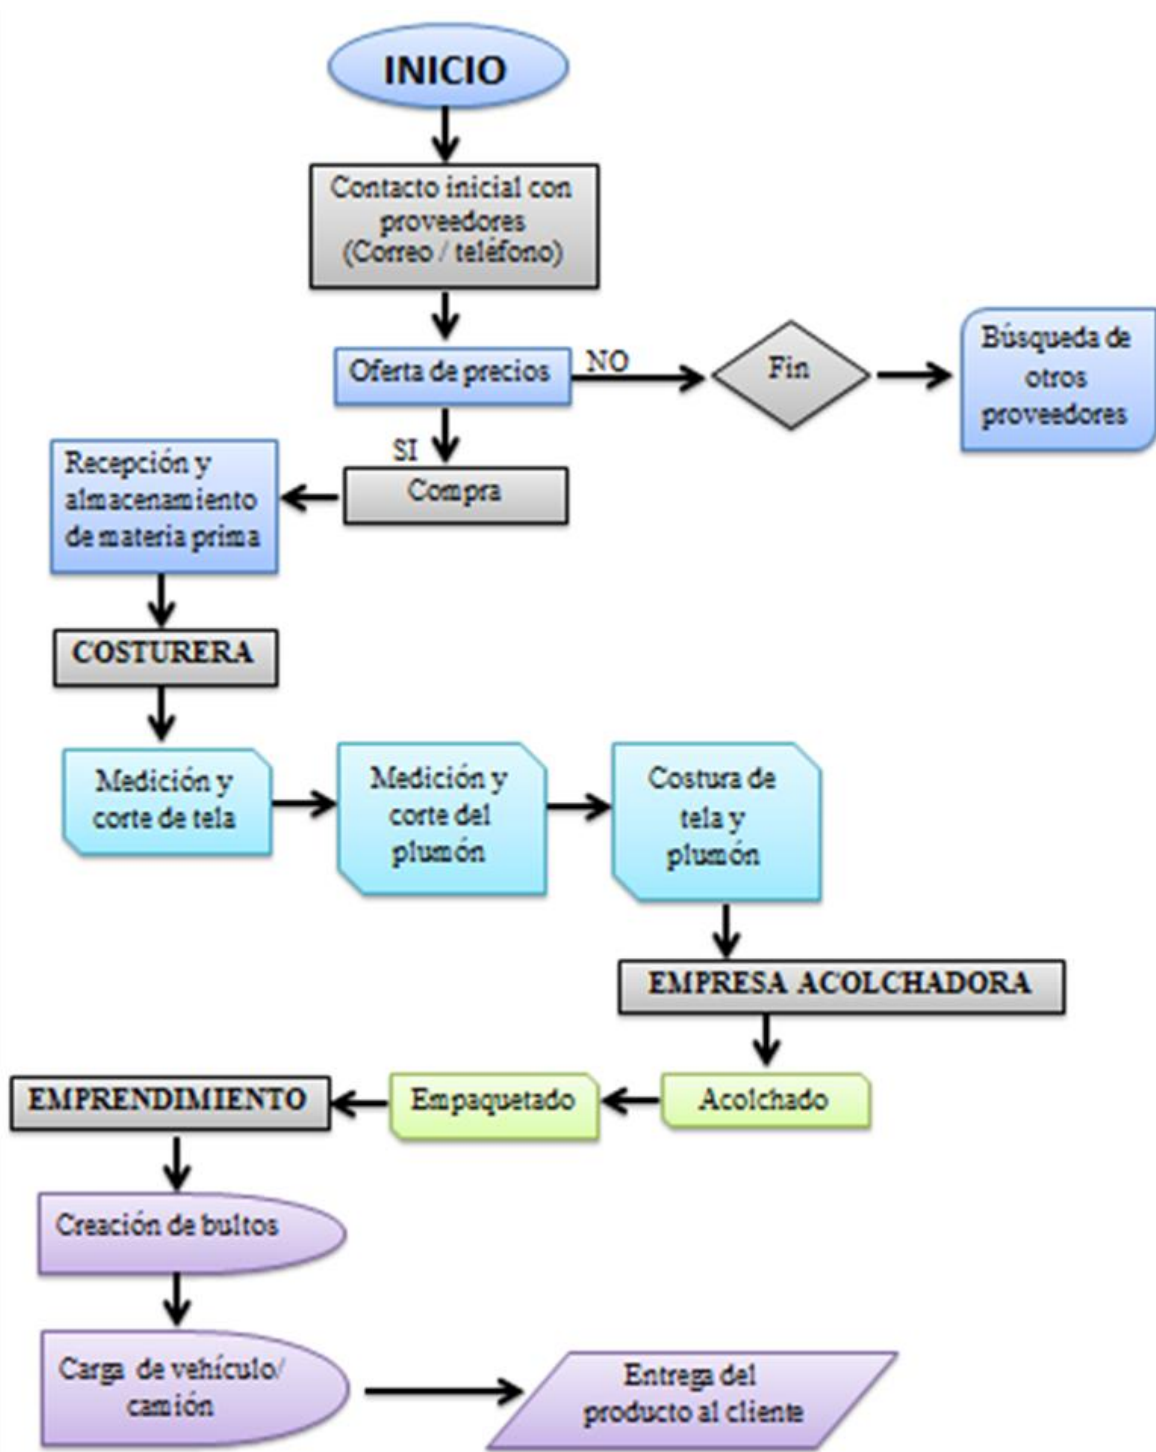 INICIO
Contacto inicial con
proveedores
(Correo / teléfono)
Oferta de precios
NO
Fin
Búsqueda de
otros
proveedores
SI
Compra
Recepción y
almacenamiento
de materia prima
COSTURERA
Medición y
corte de tela
Medición y
corte del
plumón
Costura de
tela y
plumón
EMPRESA ACOLCHADORA
Acolchado
Empaquetado
EMPRENDIMIENTO
Creación de bultos
Carga de vehículo/
camión
Entrega del
producto al cliente